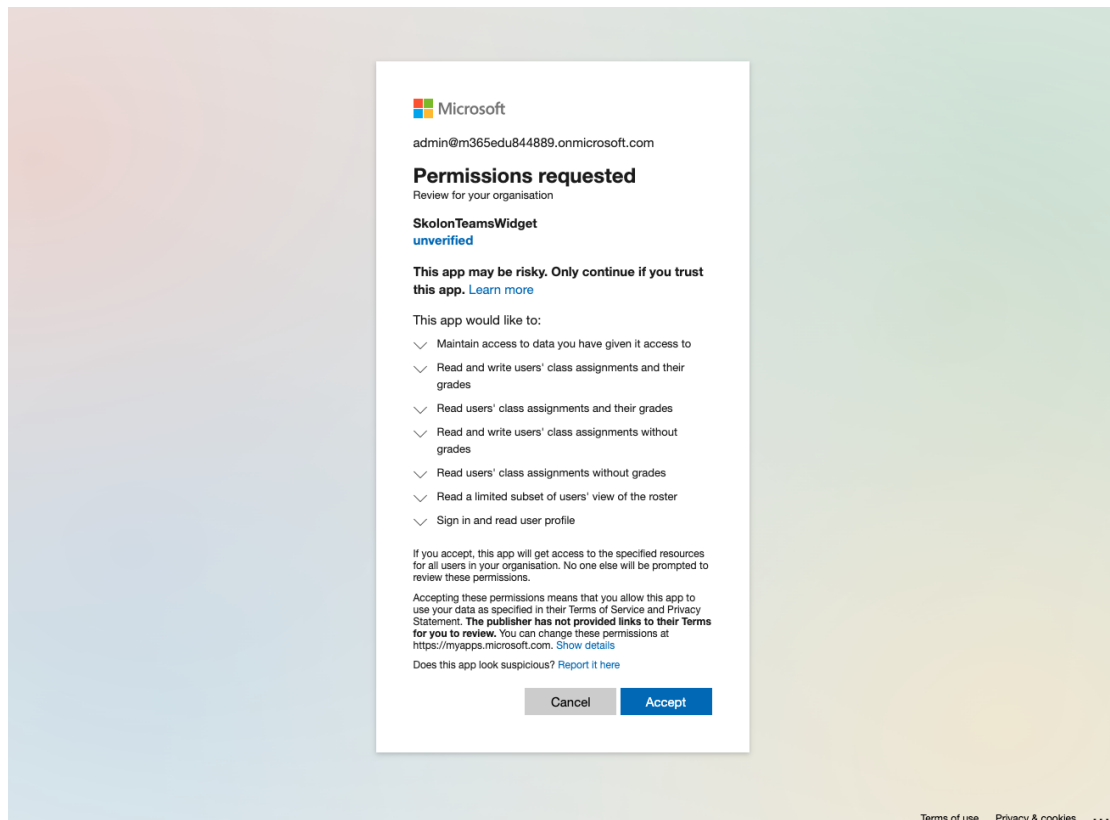 Microsoft
admin@m365edu844889.onmicrosoft.com
Permissions requested
Review for your organisation
SkolonTeamsWidget
unverified
This app may be risky. Only continue if you trust
this app. Learn more
This app would like to:
Maintain access to data you have given it access to
Read and write users' class assignments and their
grades
Read users' class assignments and their grades
Read and write users' class assignments without
grades
Read users' class assignments without grades
Read a limited subset of users' view of the roster
Sign in and read user profile
If you accept, this app will get access to the specified resources
for all users in your organisation. No one else will be prompted to
review these permissions.
Accepting these permissions means that you allow this app to
use your data as specified in their Terms of Service and Privacy
Statement. The publisher has not provided links to their Terms
for you to review. You can change these permissions at
https://myapps.microsoft.com. Show details
Does this app look suspicious? Report it here
Cancel Accept
Terms of use Privacy & cookies ...